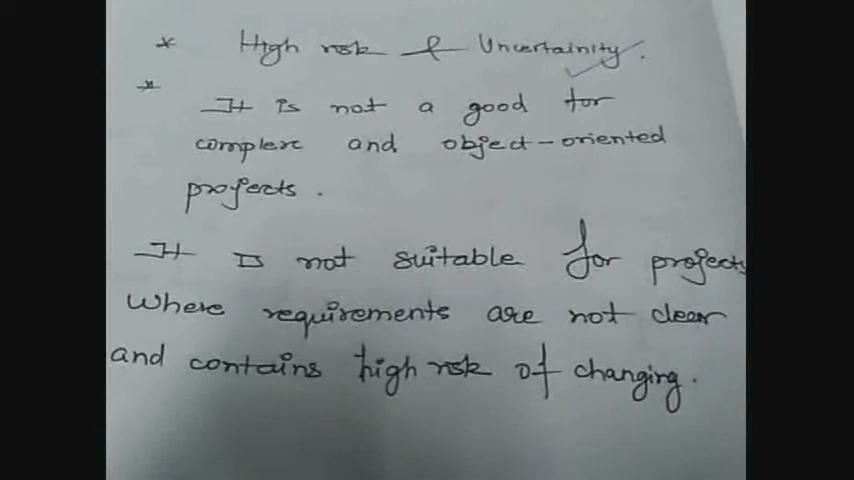 * High risk & Uncertainity.
* It is not a good for
complex and object-oriented
projects.
It is not suitable for projects
where requirements are not clear
and contains high risk of changing.